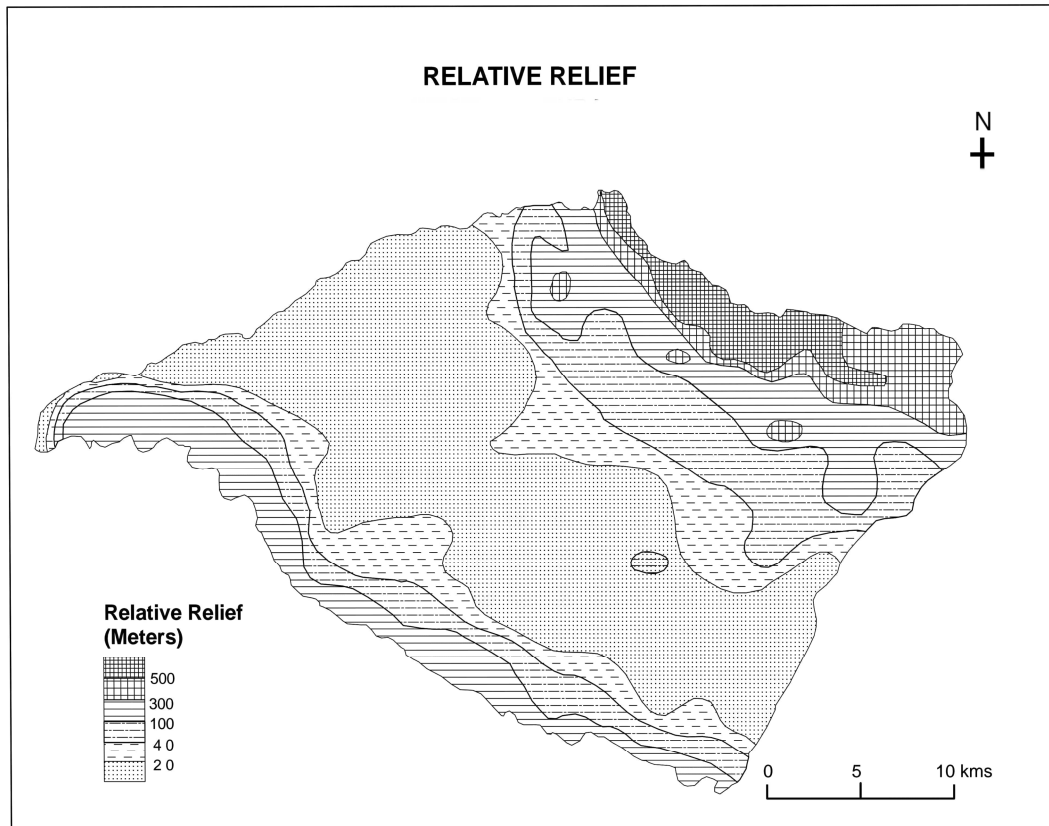 RELATIVE RELIEF
N
Relative Relief
(Meters)
500
300
100
4 0
2 0
0 5 10 kms